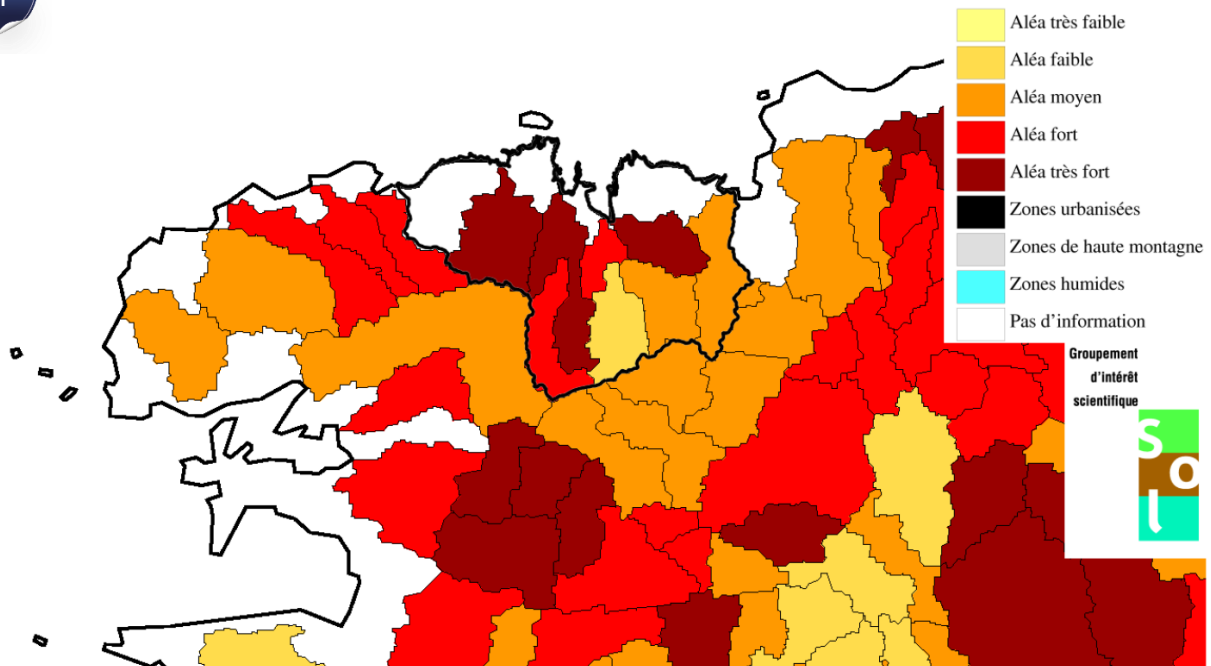 Aléa très faible
Aléa faible
Aléa moyen
Aléa fort
Aléa très fort
Zones urbanisées
Zones de haute montagne
Zones humides
Pas d’information
Groupement
d’intérêt
scientifique
S
o
l